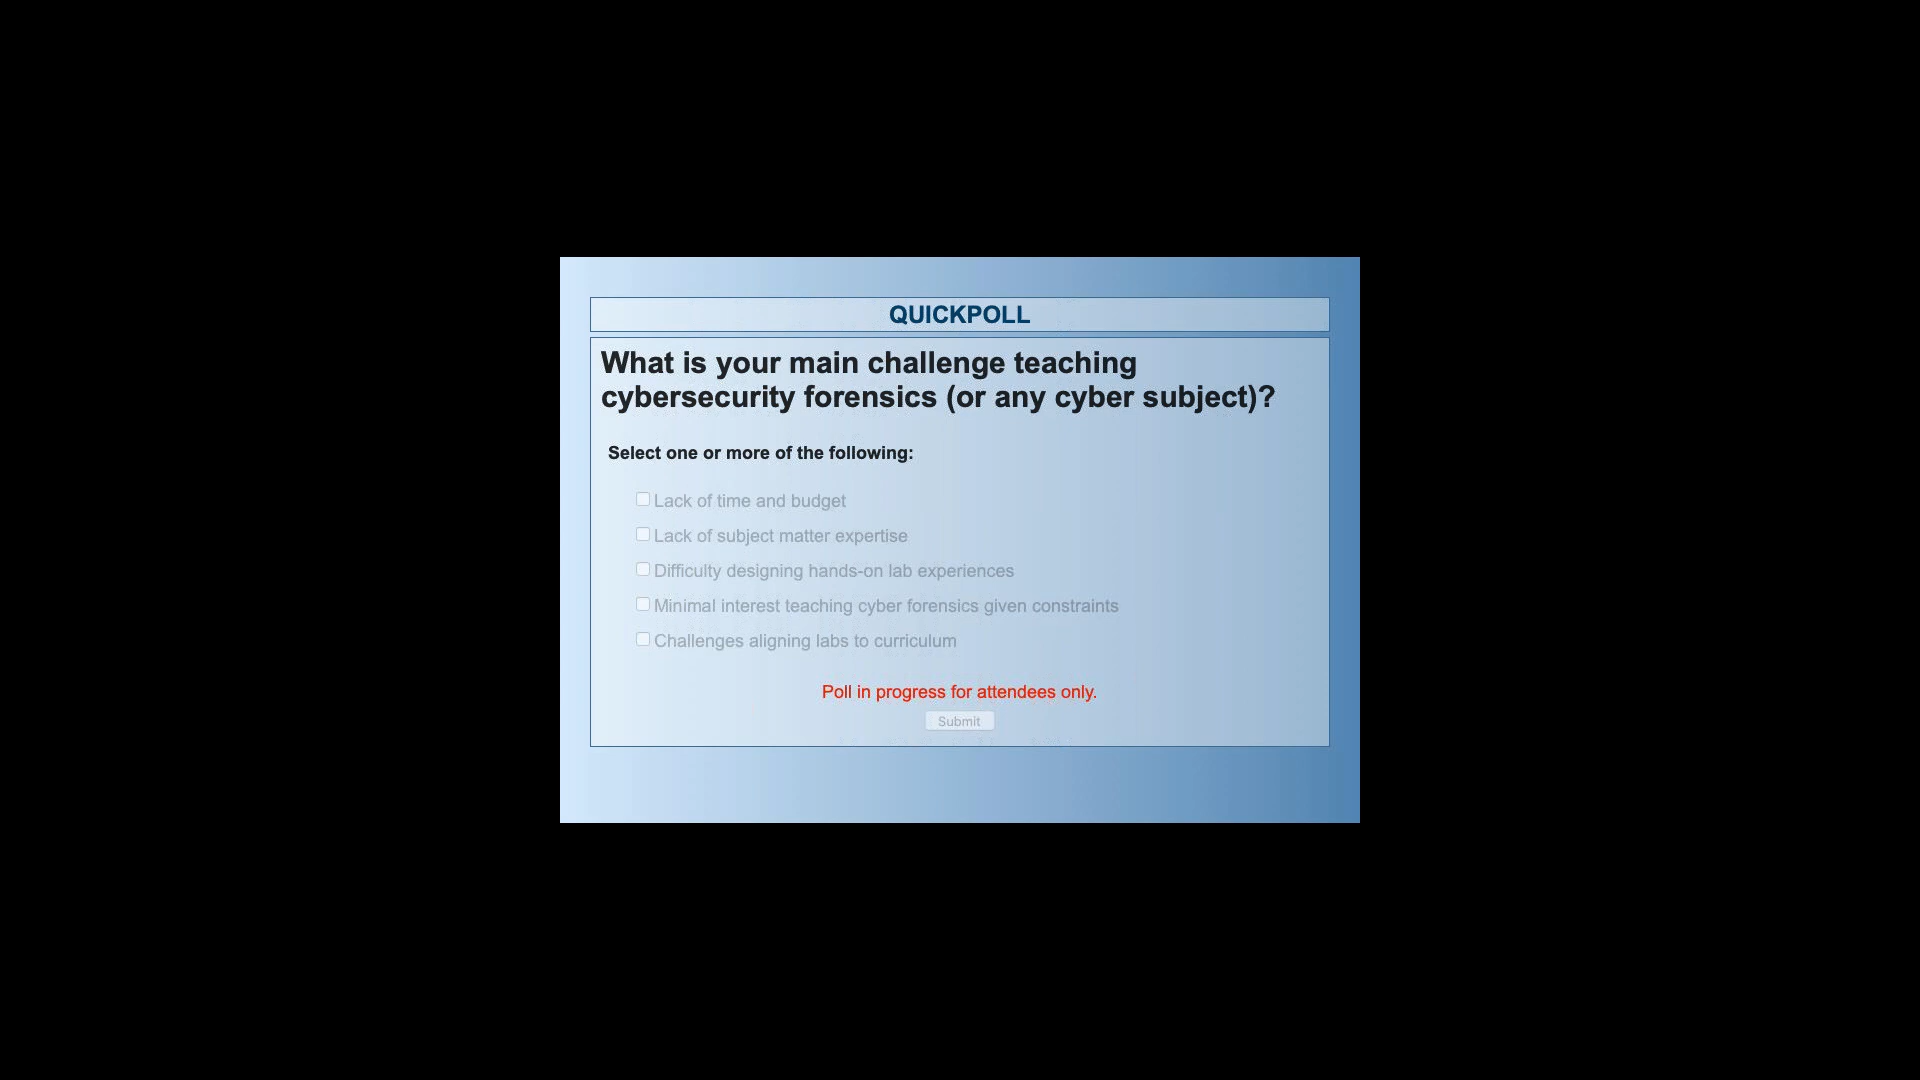 QUICKPOLL
What is your main challenge teaching
cybersecurity forensics (or any cyber subject)?
Select one or more of the following:
Lack of time and budget
Lack of subject matter expertise
Difficulty designing hands-on lab experiences
Minimal interest teaching cyber forensics given constraints
Challenges aligning labs to curriculum
Poll in progress for attendees only.
Submit